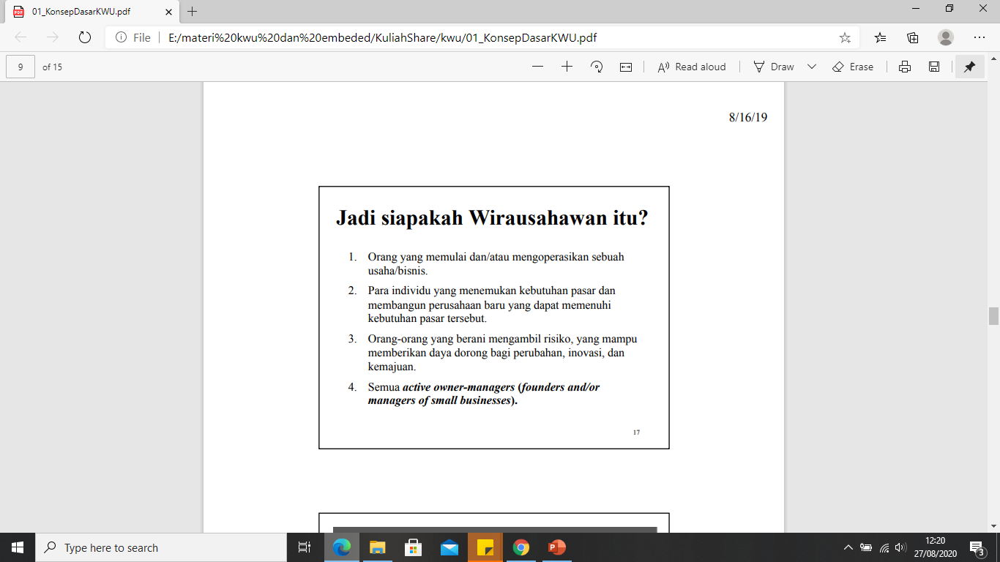 01_KonsepDasarKWU.pdf
File
E:/materi%20kwu%20dan%20embeded/KuliahShare/kwu/01_KonsepDasarKWU.pdf
9 of 15
Read aloud
Draw
Erase
8/16/19
Jadi siapakah Wirausahawan itu?
1. Orang yang memulai dan/atau mengoperasikan sebuah
usaha/bisnis.
2. Para individu yang menemukan kebutuhan pasar dan
membangun perusahaan baru yang dapat memenuhi
kebutuhan pasar tersebut.
3. Orang-orang yang berani mengambil risiko, yang mampu
memberikan daya dorong bagi perubahan, inovasi, dan
kemajuan.
4. Semua active owner-managers (founders and/or
managers of small businesses).
17
Type here to search
12:20
27/08/2020
3